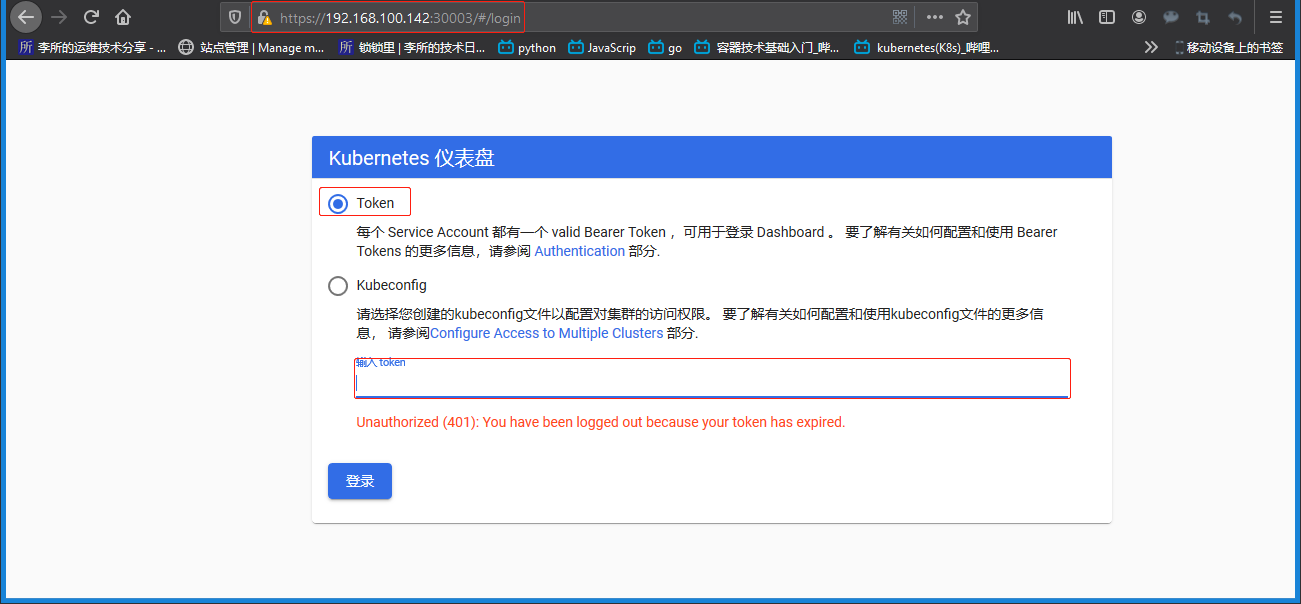 https://192.168.100.142:30003/#/login
李所的运维技术分享 - ... 站点管理 | Manage m... 锁锁里 | 李所的技术日... python JavaScrip go 容器技术基础入门_哔... kubernetes(K8s)_哔哩... 移动设备上的书签
Kubernetes 仪表盘
Token
每个 Service Account 都有一个 valid Bearer Token ，可用于登录 Dashboard 。 要了解有关如何配置和使用 Bearer
Tokens 的更多信息，请参阅 Authentication 部分.
Kubeconfig
请选择您创建的kubeconfig文件以配置对集群的访问权限。 要了解有关如何配置和使用kubeconfig文件的更多信
息， 请参阅Configure Access to Multiple Clusters 部分.
输入 token
Unauthorized (401): You have been logged out because your token has expired.
登录